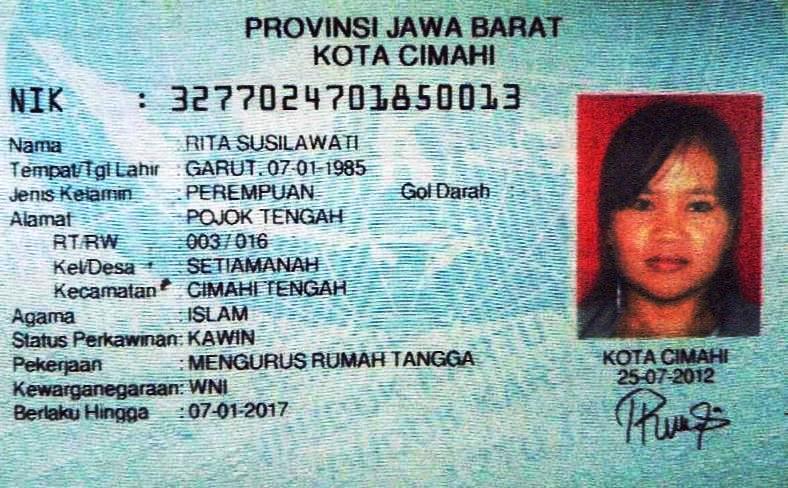 PROVINSI JAWA BARAT
KOTA CIMAHI
NIK : 3277024701850013
Nama : RITA SUSILAWATI
Tempat/Tgl Lahir : GARUT, 07-01-1985
Jenis Kelamin : PEREMPUAN Gol Darah :
Alamat : POJOK TENGAH
RT/RW : 003 / 016
Kel/Desa : SETIAMANAH
Kecamatan : CIMAHI TENGAH
Agama : ISLAM
Status Perkawinan: KAWIN
Pekerjaan : MENGURUS RUMAH TANGGA
Kewarganegaraan: WNI
Berlaku Hingga : 07-01-2017
KOTA CIMAHI
25-07-2012